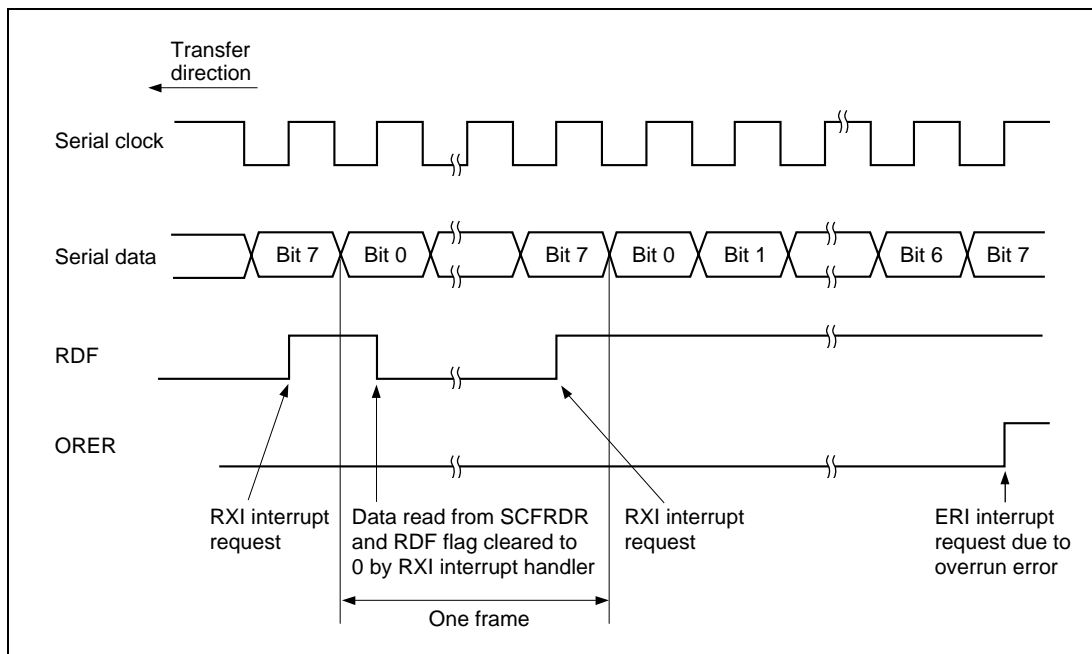 Transfer
direction
Serial clock
Serial data
Bit 7
Bit 0
Bit 7
Bit 0
Bit 1
Bit 6
Bit 7
RDF
ORER
RXI interrupt
request
Data read from SCFRDR
and RDF flag cleared to
0 by RXI interrupt handler
RXI interrupt
request
ERI interrupt
request due to
overrun error
One frame